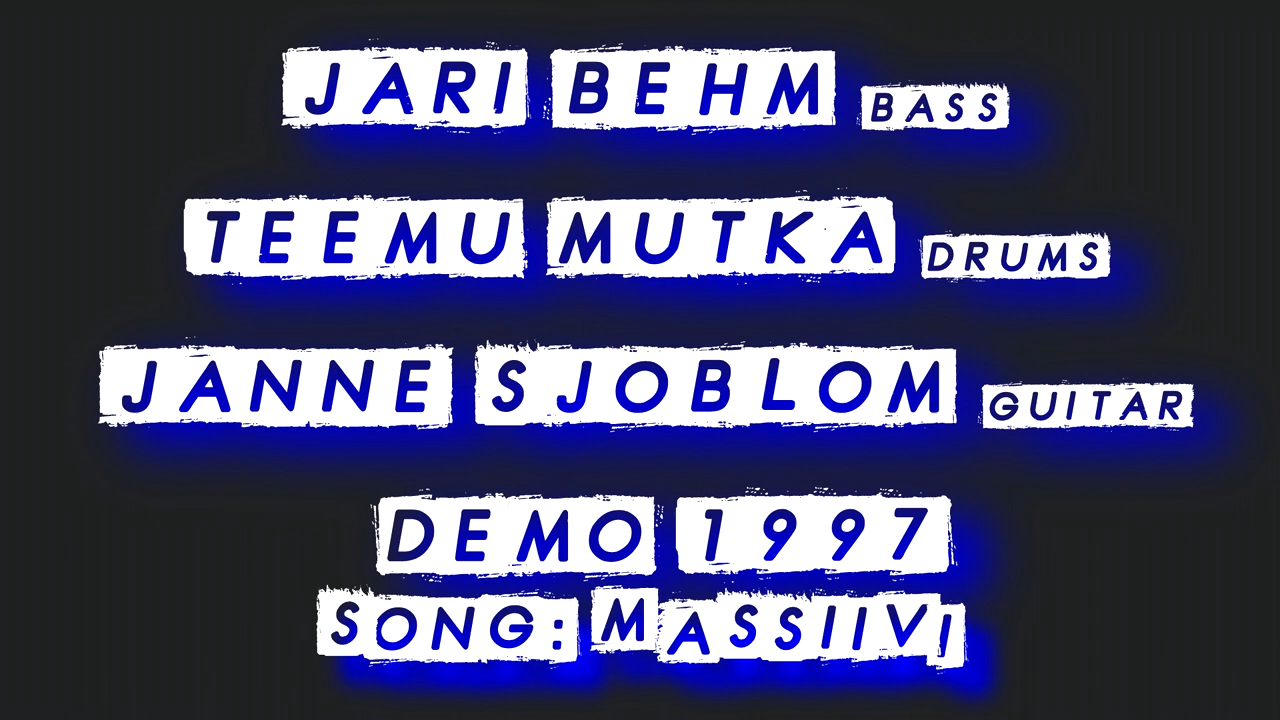 JARI BEHM BASS
TEEMU MUTKA DRUMS
JANNE SJOBLOM GUITAR
DEMO 1997
SONG: MASSIIVI